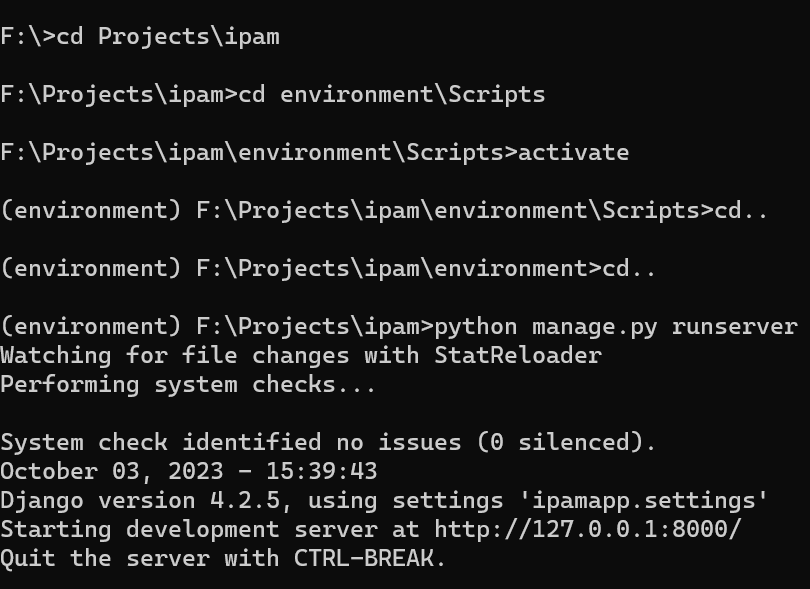 F:\>cd Projects\ipam
F:\Projects\ipam>cd environment\Scripts
F:\Projects\ipam\environment\Scripts>activate
(environment) F:\Projects\ipam\environment\Scripts>cd..
(environment) F:\Projects\ipam\environment>cd..
(environment) F:\Projects\ipam>python manage.py runserver
Watching for file changes with StatReloader
Performing system checks...
System check identified no issues (0 silenced).
October 03, 2023 - 15:39:43
Django version 4.2.5, using settings 'ipamapp.settings'
Starting development server at http://127.0.0.1:8000/
Quit the server with CTRL-BREAK.